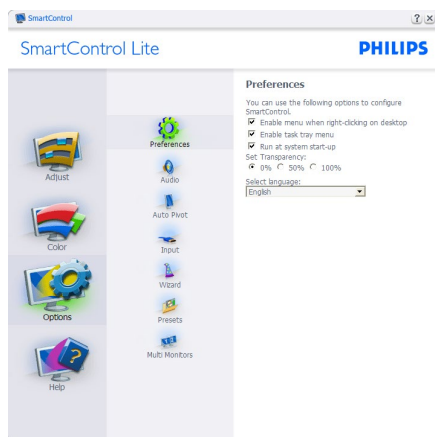 SmartControl
SmartControl Lite
PHILIPS
Adjust
Color
Options
Help
Preferences
Audio
Auto Pivot
Input
Wizard
Presets
Multi Monitors
Preferences
You can use the following options to configure
SmartControl.
Enable menu when right-clicking on desktop
Enable task tray menu
Run at system start-up
Set Transparency:
0% 50% 100%
Select language:
English